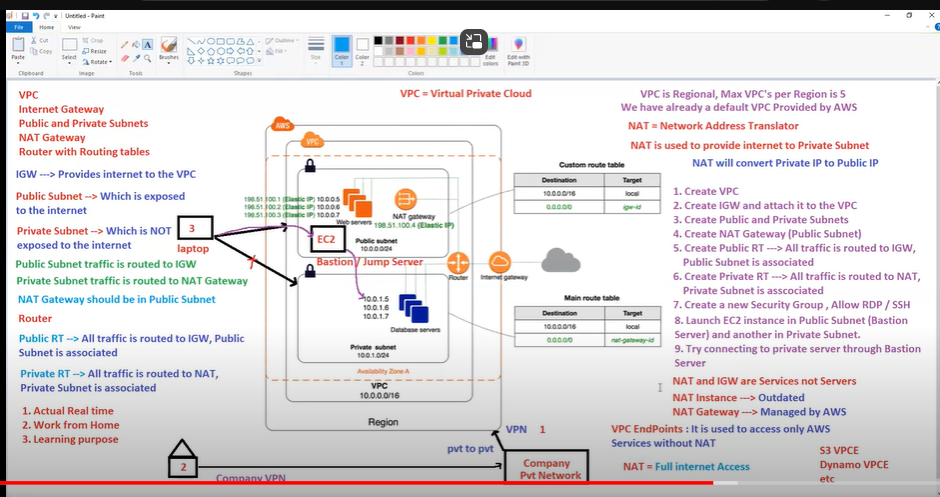 Untitled - Paint
File
Home
View
Paste
Cut
Copy
Clipboard
Select
Crop
Resize
Rotate
Image
A
Tools
Brushes
Shapes
Outline
Fill
Size
Color 1
Color 2
Colors
Edit colors
Edit with Paint 3D
VPC
Internet Gateway
Public and Private Subnets
NAT Gateway
Router with Routing tables
IGW ---> Provides internet to the VPC
Public Subnet --> Which is exposed
to the internet
Private Subnet --> Which is NOT
exposed to the internet
Public Subnet traffic is routed to IGW
Private Subnet traffic is routed to NAT Gateway
NAT Gateway should be in Public Subnet
Router
Public RT --> All traffic is routed to IGW, Public
Subnet is associated
Private RT --> All traffic is routed to NAT,
Private Subnet is associated
1. Actual Real time
2. Work from Home
3. Learning purpose
2
Company VPN
3
laptop
VPC = Virtual Private Cloud
AWS
VPC
198.51.100.1 (Elastic IP) 10.0.0.5
198.51.100.2 (Elastic IP) 10.0.0.6
198.51.100.3 (Elastic IP) 10.0.0.7
Web servers
NAT gateway
198.51.100.4 (Elastic IP)
EC2
Public subnet
10.0.0.0/24
Bastion / Jump Server
10.0.1.5
10.0.1.6
10.0.1.7
Database servers
Private subnet
10.0.1.0/24
Availability Zone A
VPC
10.0.0.0/16
Region
Router
Internet gateway
Custom route table
Destination Target
10.0.0.0/16 local
0.0.0.0/0 igw-id
Main route table
Destination Target
10.0.0.0/16 local
0.0.0.0/0 nat-gateway-id
VPN 1
pvt to pvt
Company
Pvt Network
VPC is Regional, Max VPC's per Region is 5
We have already a default VPC Provided by AWS
NAT = Network Address Translator
NAT is used to provide internet to Private Subnet
NAT will convert Private IP to Public IP
1. Create VPC
2. Create IGW and attach it to the VPC
3. Create Public and Private Subnets
4. Create NAT Gateway (Public Subnet)
5. Create Public RT ---> All traffic is routed to IGW,
Public Subnet is associated
6. Create Private RT ---> All traffic is routed to NAT,
Private Subnet is asscociated
7. Create a new Security Group , Allow RDP / SSH
8. Launch EC2 instance in Public Subnet (Bastion
Server) and another in Private Subnet.
9. Try connecting to private server through Bastion
Server
NAT and IGW are Services not Servers
NAT Instance ---> Outdated
NAT Gateway ---> Managed by AWS
VPC EndPoints : It is used to access only AWS
Services without NAT
NAT = Full internet Access
S3 VPCE
Dynamo VPCE
etc